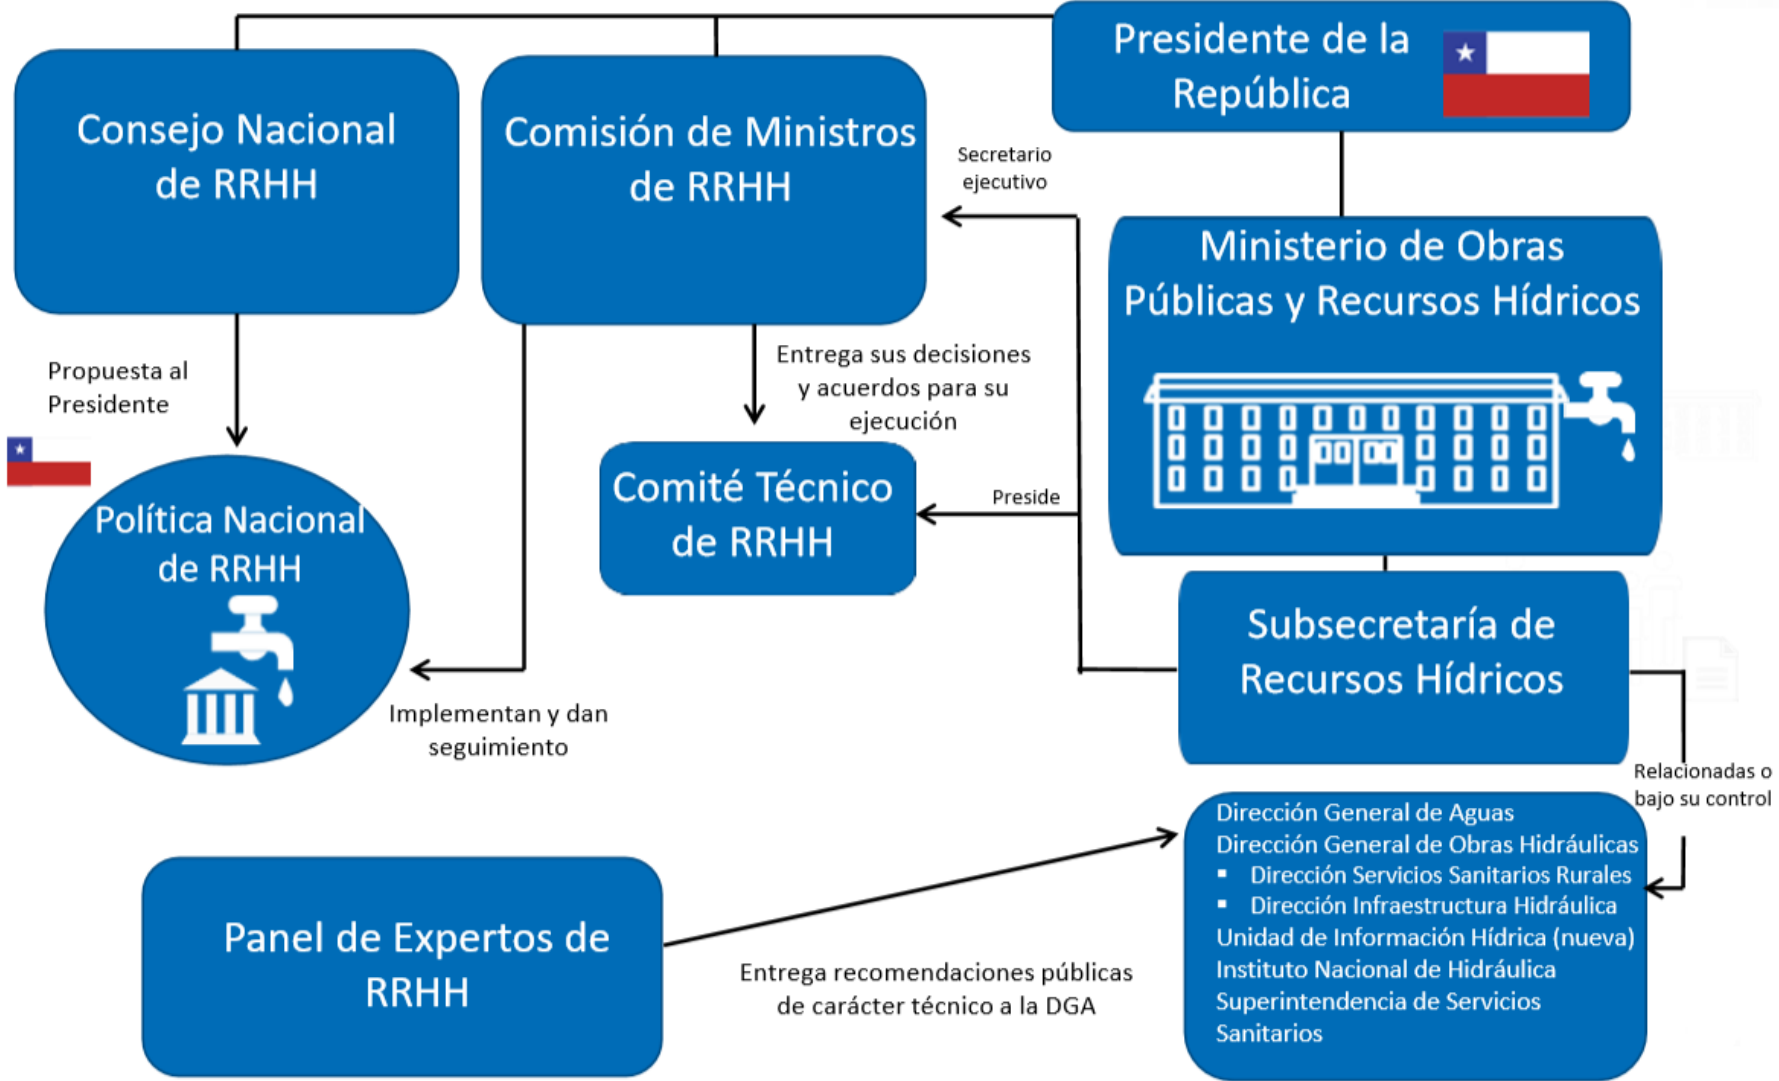 Presidente de la
República
Consejo Nacional
de RRHH
Comisión de Ministros
de RRHH
Secretario
ejecutivo
Ministerio de Obras
Públicas y Recursos Hídricos
Propuesta al
Presidente
Entrega sus decisiones
y acuerdos para su
ejecución
Comité Técnico
de RRHH
Preside
Política Nacional
de RRHH
Subsecretaría de
Recursos Hídricos
Implementan y dan
seguimiento
Relacionadas o
bajo su control
Dirección General de Aguas
Dirección General de Obras Hidráulicas
▪ Dirección Servicios Sanitarios Rurales
▪ Dirección Infraestructura Hidráulica
Unidad de Información Hídrica (nueva)
Instituto Nacional de Hidráulica
Superintendencia de Servicios
Sanitarios
Panel de Expertos de
RRHH
Entrega recomendaciones públicas
de carácter técnico a la DGA